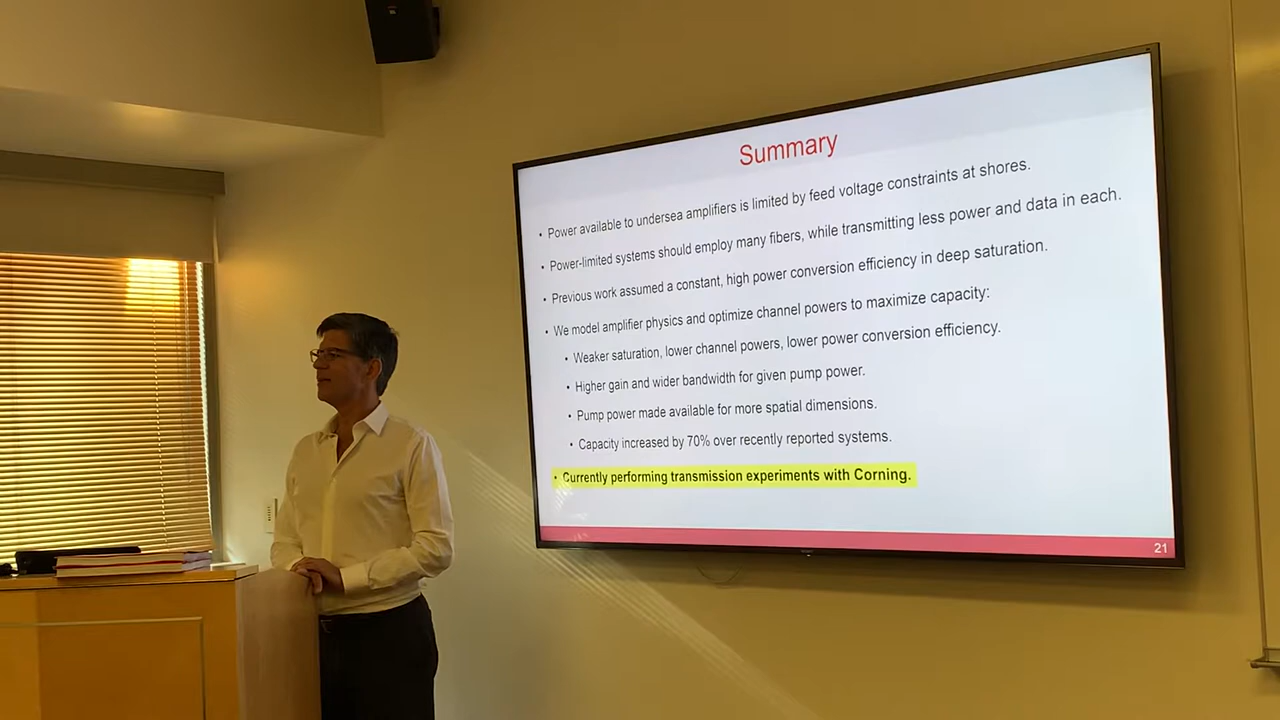 Summary
• Power available to undersea amplifiers is limited by feed voltage constraints at shores.
• Power-limited systems should employ many fibers, while transmitting less power and data in each.
• Previous work assumed a constant, high power conversion efficiency in deep saturation.
• We model amplifier physics and optimize channel powers to maximize capacity:
• Weaker saturation, lower channel powers, lower power conversion efficiency.
• Higher gain and wider bandwidth for given pump power.
• Pump power made available for more spatial dimensions.
• Capacity increased by 70% over recently reported systems.
• Currently performing transmission experiments with Corning.
21